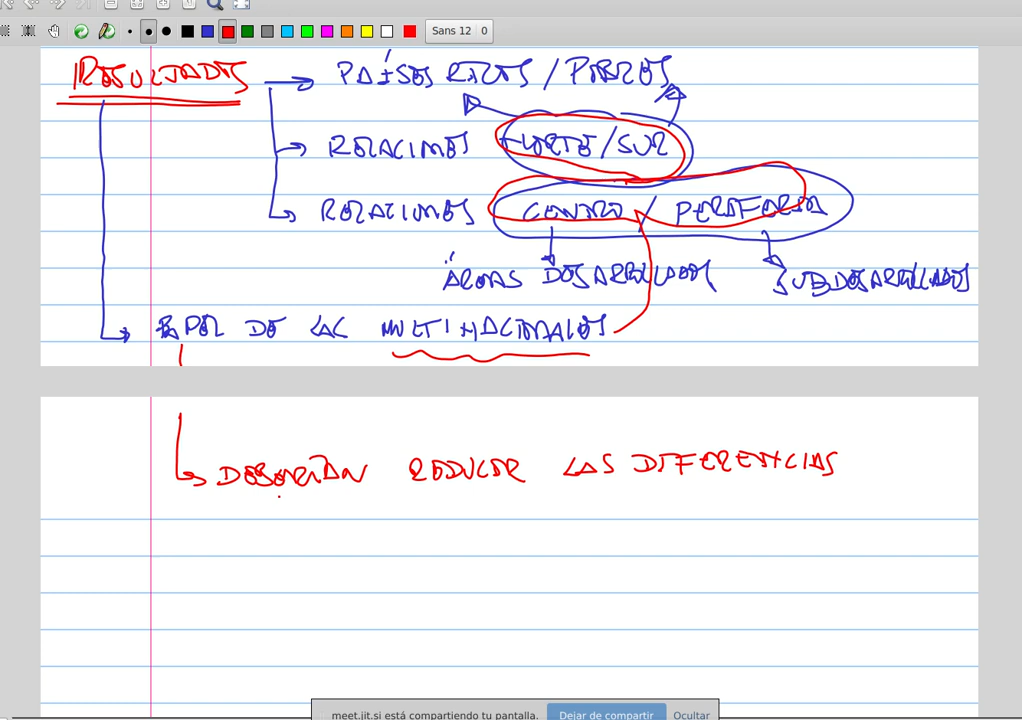 Sans 12 0
RESULTADOS → PAÍSES RICOS / POBRES
RELACIONES NORTE/SUR
RELACIONES CENTRO / PERIFERIA
ÁREAS DESARROLLADAS SUBDESARROLLADOS
PAPEL DE LAS MULTINACIONALES
DEBERÍAN REDUCIR LAS DIFERENCIAS
meet.jit.si está compartiendo tu pantalla. Dejar de compartir Ocultar